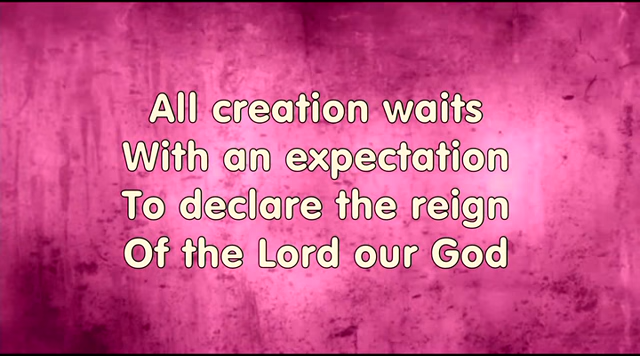 All creation waits
With an expectation
To declare the reign
Of the Lord our God